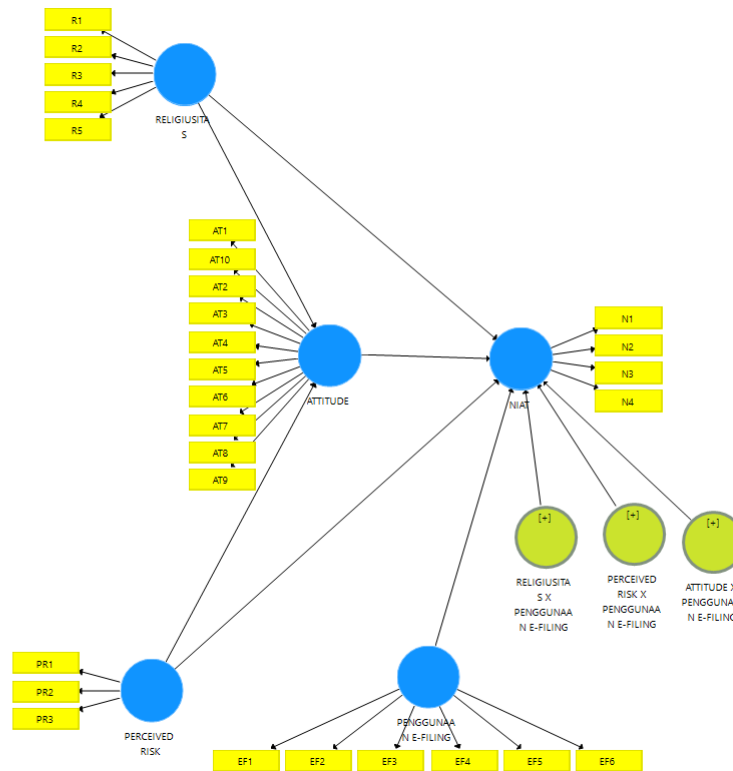 R1
R2
R3
R4
R5
RELIGIUSITA
S
AT1
AT10
AT2
AT3
AT4
AT5
AT6
AT7
AT8
AT9
ATTITUDE
NIAT
N1
N2
N3
N4
[+]
RELIGIUSITA
S X
PENGGUNAA
N E-FILING
[+]
PERCEIVED
RISK X
PENGGUNAA
N E-FILING
[+]
ATTITUDE X
PENGGUNAA
N E-FILING
PR1
PR2
PR3
PERCEIVED
RISK
PENGGUNAA
N E-FILING
EF1
EF2
EF3
EF4
EF5
EF6